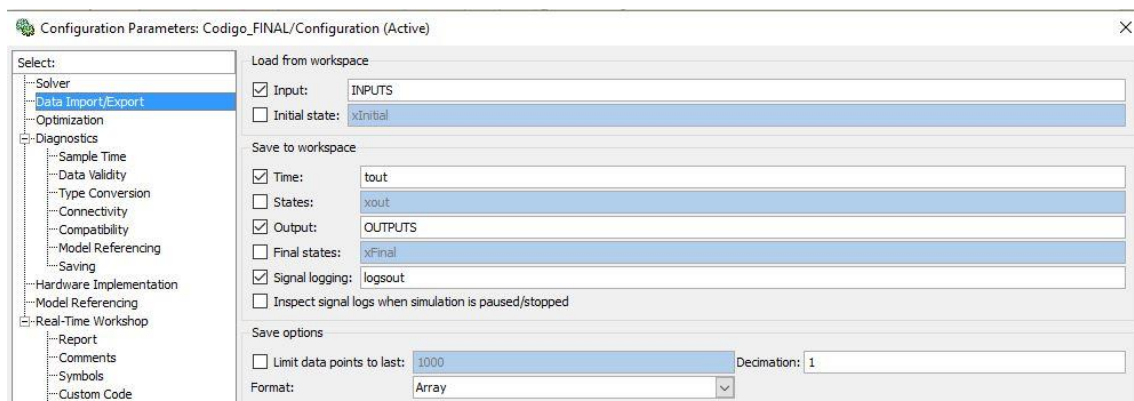 Configuration Parameters: Codigo_FINAL/Configuration (Active)
Select:
Solver
Data Import/Export
Optimization
Diagnostics
Sample Time
Data Validity
Type Conversion
Connectivity
Compatibility
Model Referencing
Saving
Hardware Implementation
Model Referencing
Real-Time Workshop
Report
Comments
Symbols
Custom Code
Load from workspace
Input: INPUTS
Initial state: xInitial
Save to workspace
Time: tout
States: xout
Output: OUTPUTS
Final states: xFinal
Signal logging: logsout
Inspect signal logs when simulation is paused/stopped
Save options
Limit data points to last: 1000 Decimation: 1
Format: Array